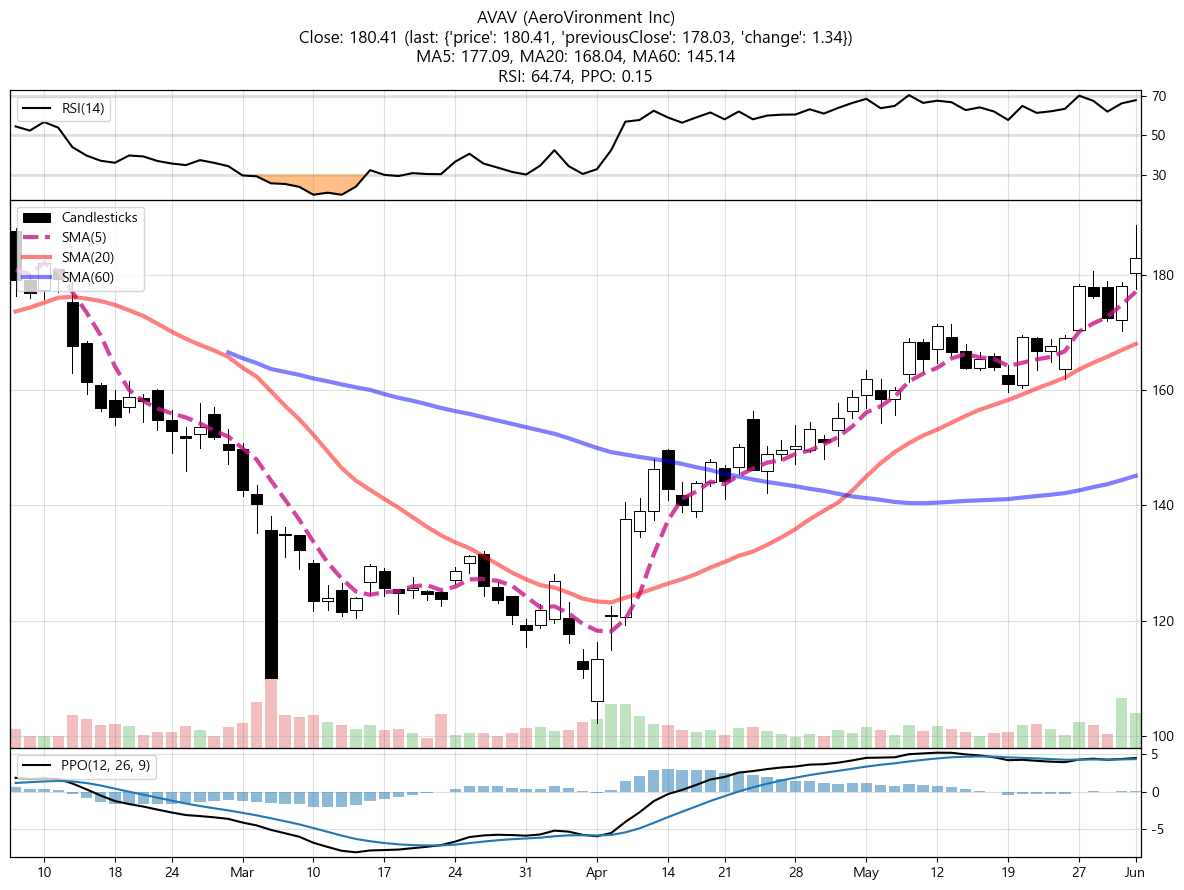 AVAV (AeroVironment Inc)
Close: 180.41 (last: {'price': 180.41, 'previousClose': 178.03, 'change': 1.34})
MA5: 177.09, MA20: 168.04, MA60: 145.14
RSI: 64.74, PPO: 0.15
RSI(14)
70
50
30
Candlesticks
SMA(5)
SMA(20)
SMA(60)
180
160
140
120
100
PPO(12, 26, 9)
5
0
-5
10 18 24 Mar 10 17 24 31 Apr 14 21 28 May 12 19 27 Jun